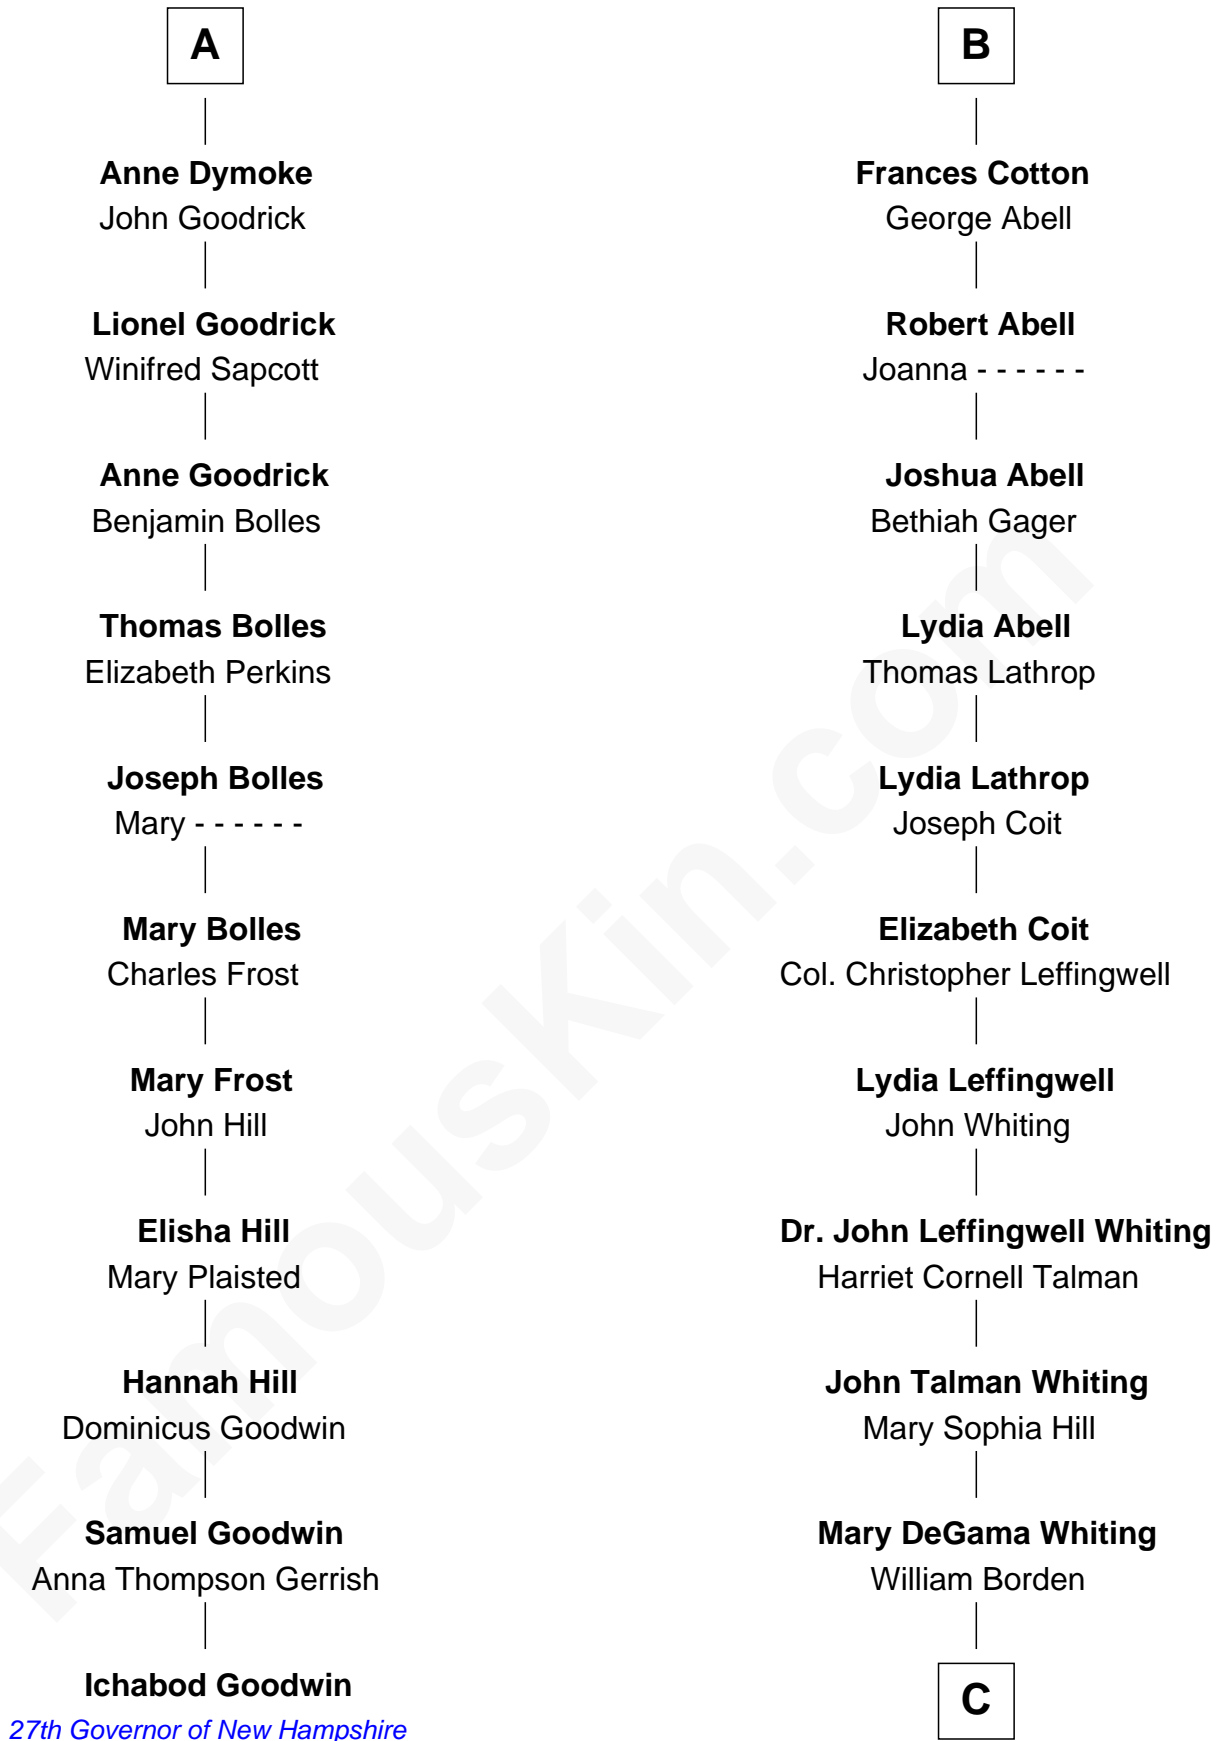 A
Anne Dymoke
John Goodrick
Lionel Goodrick
Winifred Sapcott
Anne Goodrick
Benjamin Bolles
Thomas Bolles
Elizabeth Perkins
Joseph Bolles
Mary - - - - - -
Mary Bolles
Charles Frost
Mary Frost
John Hill
Elisha Hill
Mary Plaisted
Hannah Hill
Dominicus Goodwin
Samuel Goodwin
Anna Thompson Gerrish
Ichabod Goodwin
27th Governor of New Hampshire
B
Frances Cotton
George Abell
Robert Abell
Joanna - - - - - -
Joshua Abell
Bethiah Gager
Lydia Abell
Thomas Lathrop
Lydia Lathrop
Joseph Coit
Elizabeth Coit
Col. Christopher Leffingwell
Lydia Leffingwell
John Whiting
Dr. John Leffingwell Whiting
Harriet Cornell Talman
John Talman Whiting
Mary Sophia Hill
Mary DeGama Whiting
William Borden
C
FamousKin.com